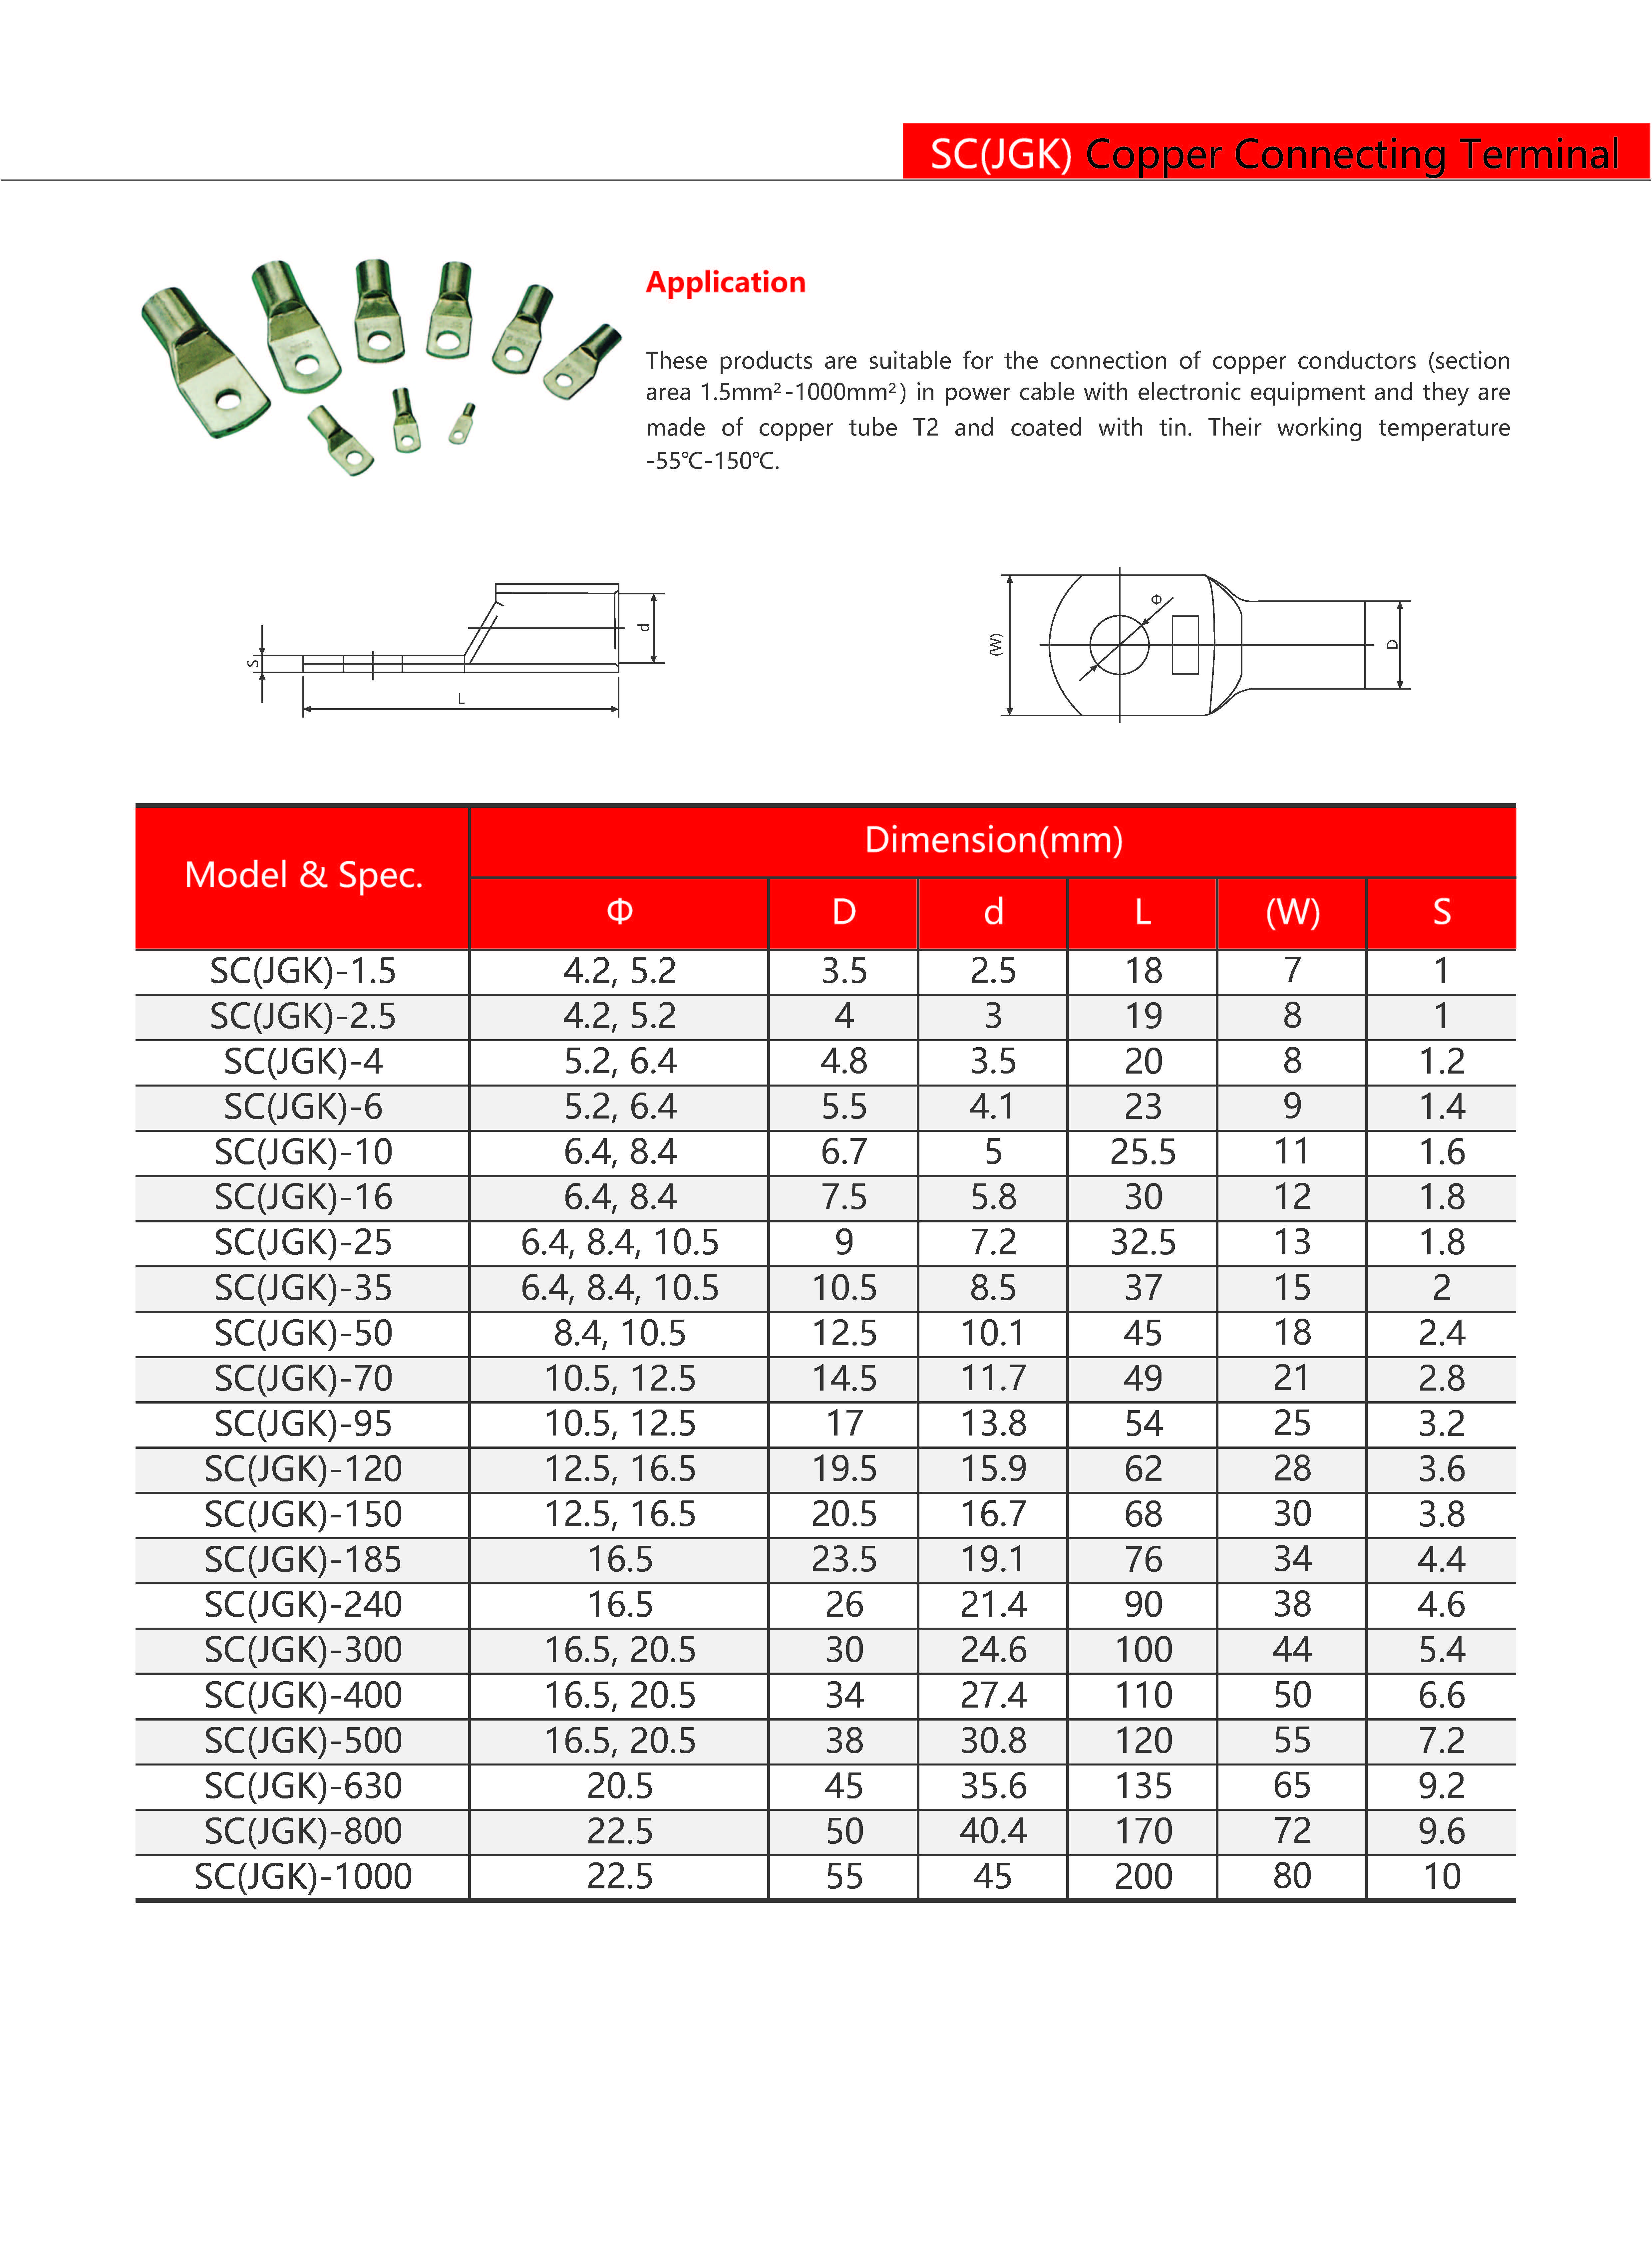 SC(JGK) Copper Connecting Terminal
Application
These products are suitable for the connection of copper conductors (section
area 1.5mm²-1000mm²) in power cable with electronic equipment and they are
made of copper tube T2 and coated with tin. Their working temperature
-55℃-150℃.
S
L
d
(W)
Φ
D
Model & Spec.
Dimension(mm)
Φ D d L (W) S
SC(JGK)-1.5 4.2, 5.2 3.5 2.5 18 7 1
SC(JGK)-2.5 4.2, 5.2 4 3 19 8 1
SC(JGK)-4 5.2, 6.4 4.8 3.5 20 8 1.2
SC(JGK)-6 5.2, 6.4 5.5 4.1 23 9 1.4
SC(JGK)-10 6.4, 8.4 6.7 5 25.5 11 1.6
SC(JGK)-16 6.4, 8.4 7.5 5.8 30 12 1.8
SC(JGK)-25 6.4, 8.4, 10.5 9 7.2 32.5 13 1.8
SC(JGK)-35 6.4, 8.4, 10.5 10.5 8.5 37 15 2
SC(JGK)-50 8.4, 10.5 12.5 10.1 45 18 2.4
SC(JGK)-70 10.5, 12.5 14.5 11.7 49 21 2.8
SC(JGK)-95 10.5, 12.5 17 13.8 54 25 3.2
SC(JGK)-120 12.5, 16.5 19.5 15.9 62 28 3.6
SC(JGK)-150 12.5, 16.5 20.5 16.7 68 30 3.8
SC(JGK)-185 16.5 23.5 19.1 76 34 4.4
SC(JGK)-240 16.5 26 21.4 90 38 4.6
SC(JGK)-300 16.5, 20.5 30 24.6 100 44 5.4
SC(JGK)-400 16.5, 20.5 34 27.4 110 50 6.6
SC(JGK)-500 16.5, 20.5 38 30.8 120 55 7.2
SC(JGK)-630 20.5 45 35.6 135 65 9.2
SC(JGK)-800 22.5 50 40.4 170 72 9.6
SC(JGK)-1000 22.5 55 45 200 80 10